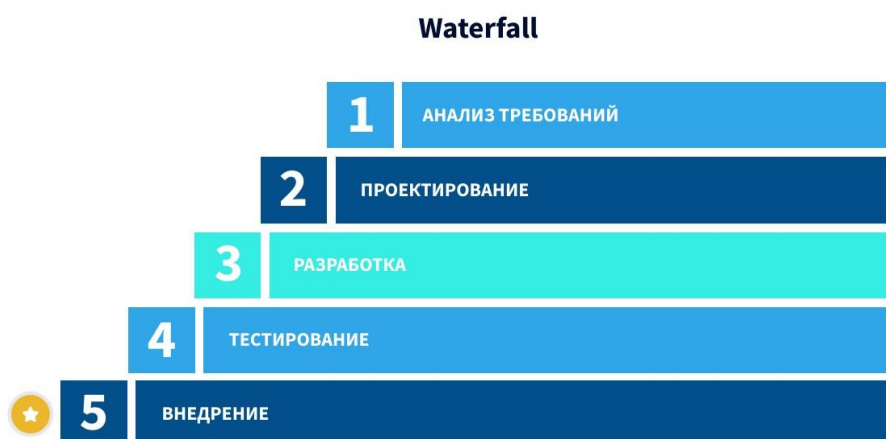 Waterfall
1 АНАЛИЗ ТРЕБОВАНИЙ
2 ПРОЕКТИРОВАНИЕ
3 РАЗРАБОТКА
4 ТЕСТИРОВАНИЕ
5 ВНЕДРЕНИЕ